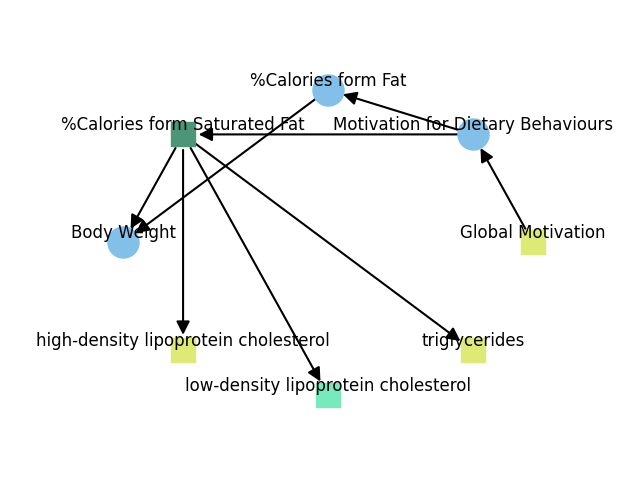 %Calories form Fat
%Calories form Saturated Fat
Motivation for Dietary Behaviours
Body Weight
Global Motivation
high-density lipoprotein cholesterol
triglycerides
low-density lipoprotein cholesterol